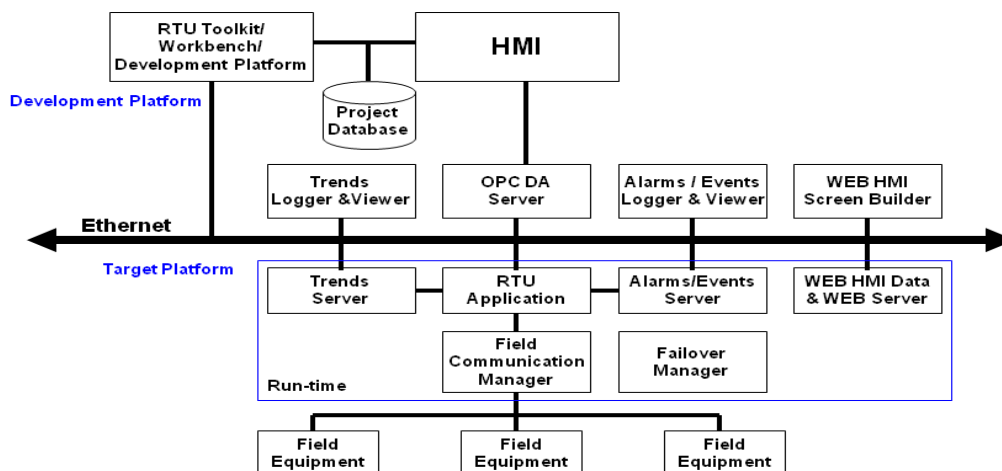 RTU Toolkit/
Workbench/
Development Platform
HMI
Development Platform
Project
Database
Trends
Logger &Viewer
OPC DA
Server
Alarms / Events
Logger & Viewer
WEB HMI
Screen Builder
Ethernet
Target Platform
Trends
Server
RTU
Application
Alarms/Events
Server
WEB HMI Data
& WEB Server
Field
Communication
Manager
Failover
Manager
Run-time
Field
Equipment
Field
Equipment
Field
Equipment